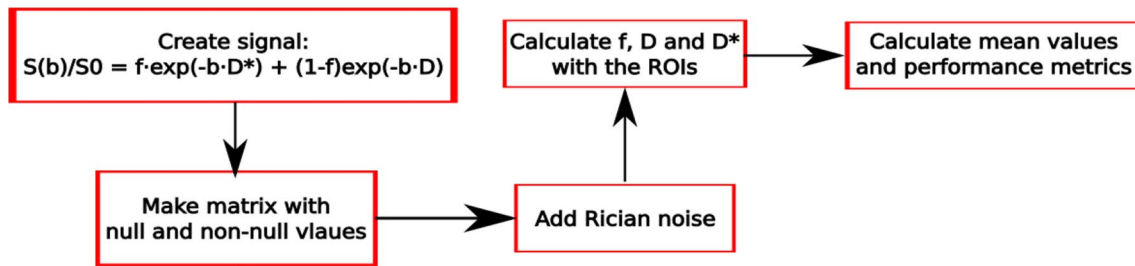 Create signal:
S(b)/S0 = f·exp(-b·D*) + (1-f)exp(-b·D)
Make matrix with
null and non-null vlaues
Add Rician noise
Calculate f, D and D*
with the ROIs
Calculate mean values
and performance metrics